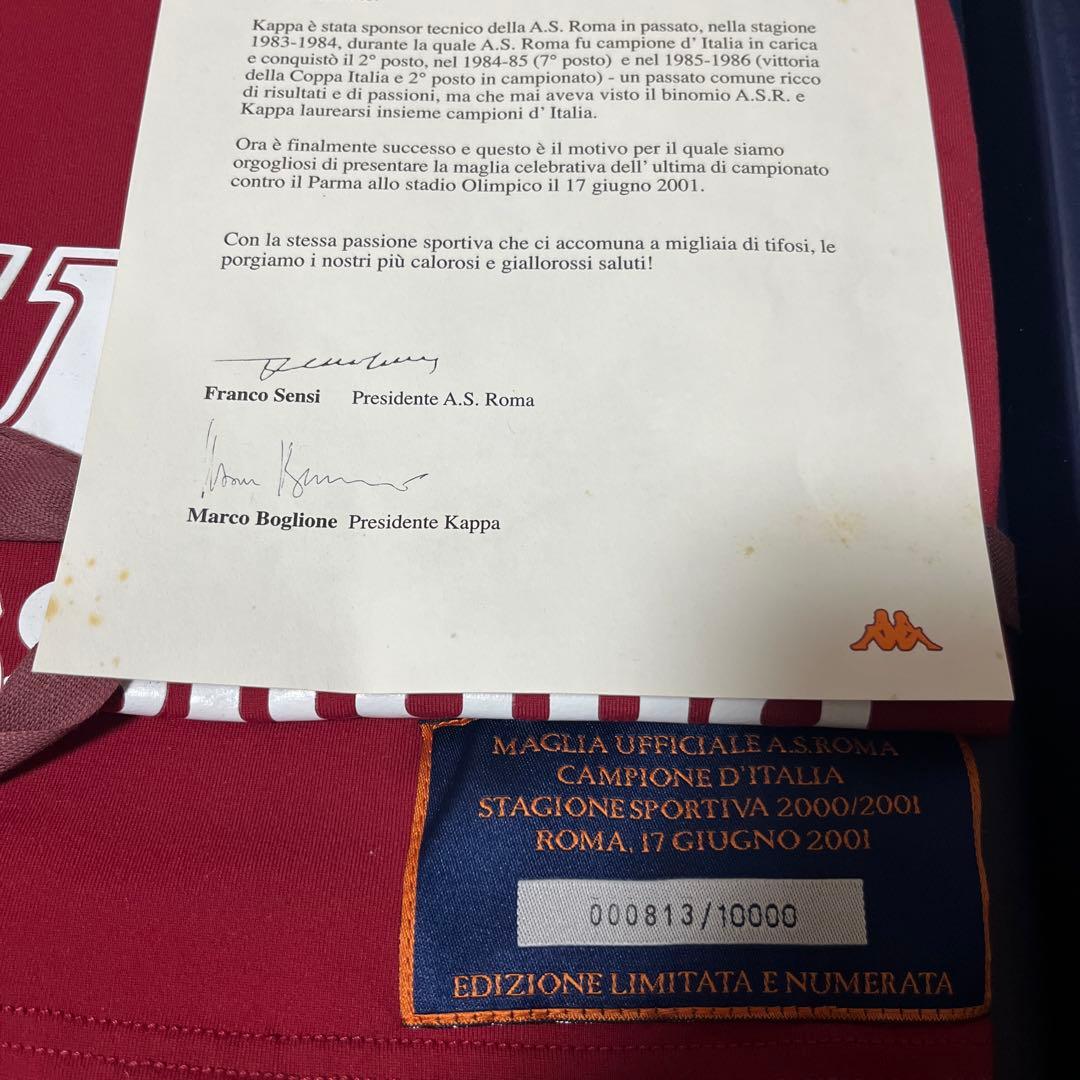 Kappa è stata sponsor tecnico della A.S. Roma in passato, nella stagione
1983-1984, durante la quale A.S. Roma fu campione d' Italia in carica
e conquistò il 2° posto, nel 1984-85 (7° posto) e nel 1985-1986 (vittoria
della Coppa Italia e 2° posto in campionato) - un passato comune ricco
di risultati e di passioni, ma che mai aveva visto il binomio A.S.R. e
Kappa laurearsi insieme campioni d' Italia.
Ora è finalmente successo e questo è il motivo per il quale siamo
orgogliosi di presentare la maglia celebrativa dell' ultima di campionato
contro il Parma allo stadio Olimpico il 17 giugno 2001.
Con la stessa passione sportiva che ci accomuna a migliaia di tifosi, le
porgiamo i nostri più calorosi e giallorossi saluti!
Franco Sensi Presidente A.S. Roma
Marco Boglione Presidente Kappa
MAGLIA UFFICIALE A.S.ROMA
CAMPIONE D'ITALIA
STAGIONE SPORTIVA 2000/2001
ROMA, 17 GIUGNO 2001
000813/10000
EDIZIONE LIMITATA E NUMERATA